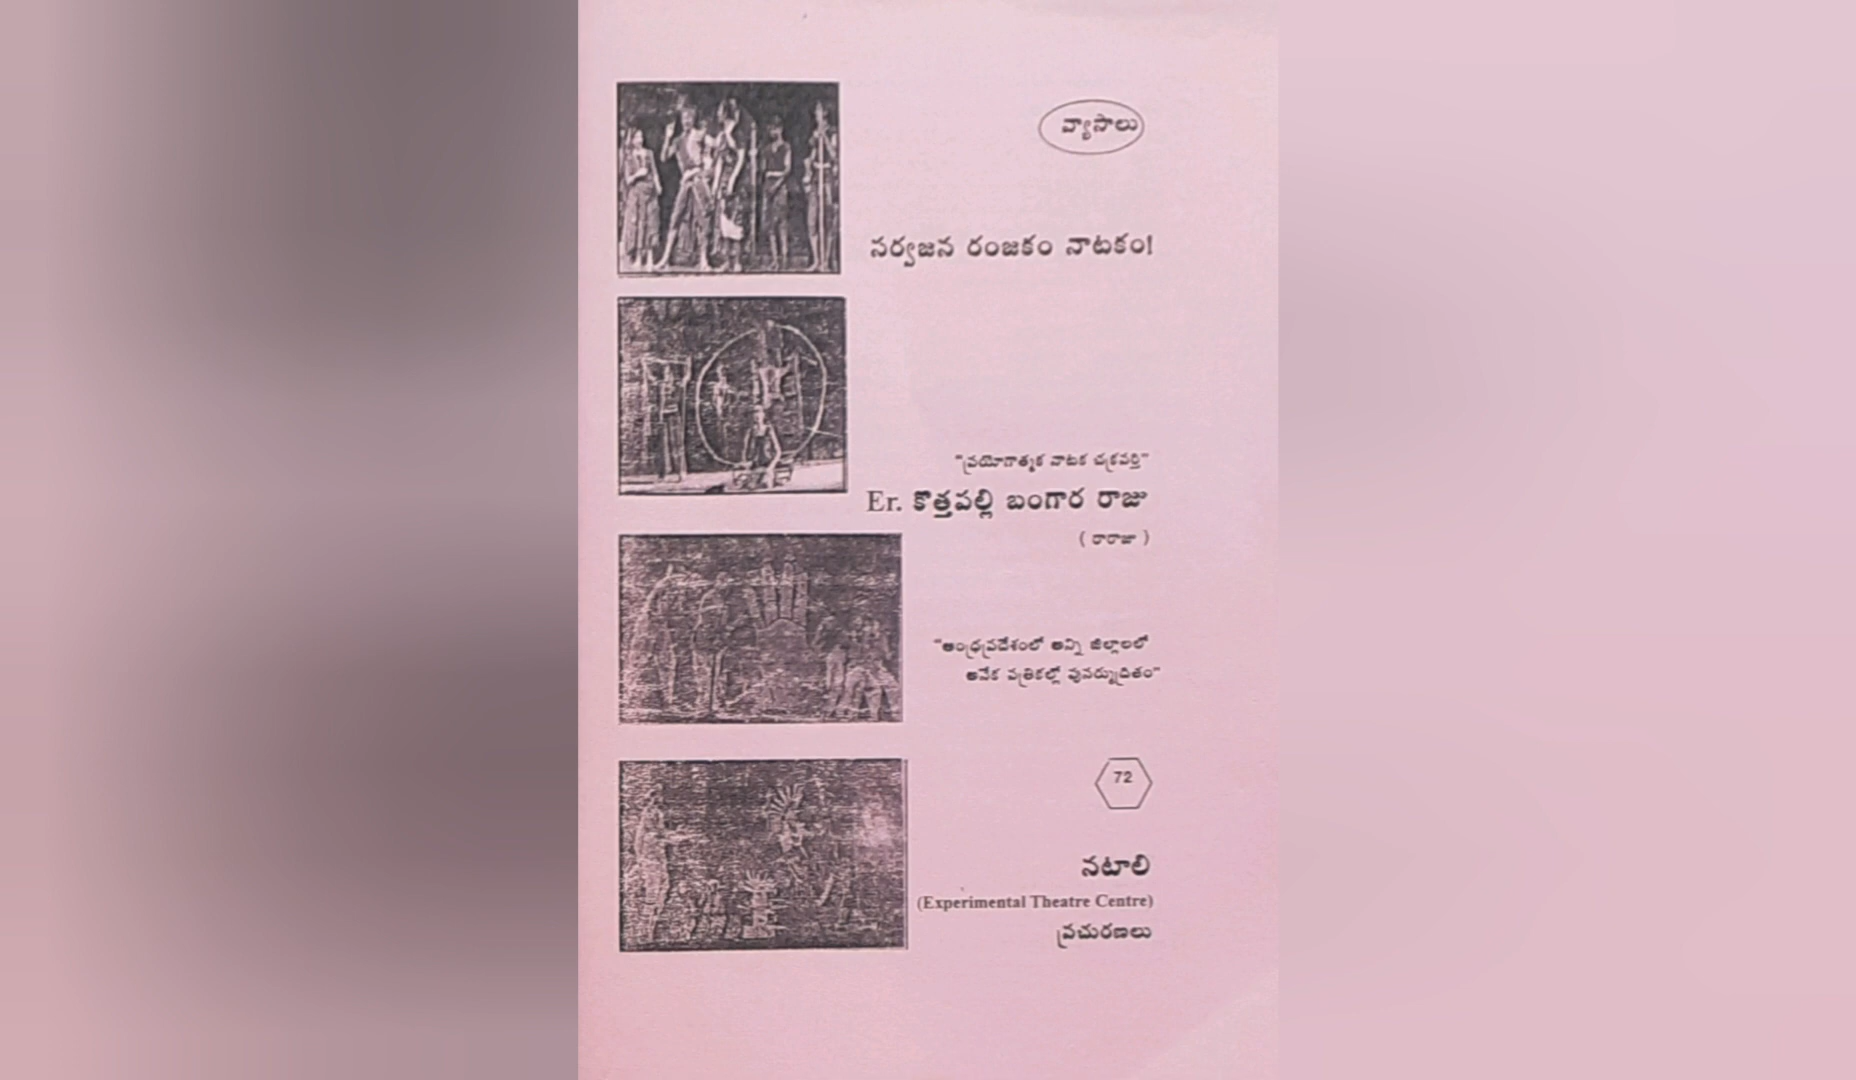 వ్యాసాలు
సర్వజన రంజకం నాటకం!
"ప్రయోగాత్మక నాటక చక్రవర్తి"
Er. కొత్తపల్లి బంగార రాజు
( రారాజు )
"ఆంధ్రప్రదేశంలో అన్ని జిల్లాలలో
అనేక పత్రికల్లో పునర్ముద్రితం"
72
నటాలి
(Experimental Theatre Centre)
ప్రచురణలు